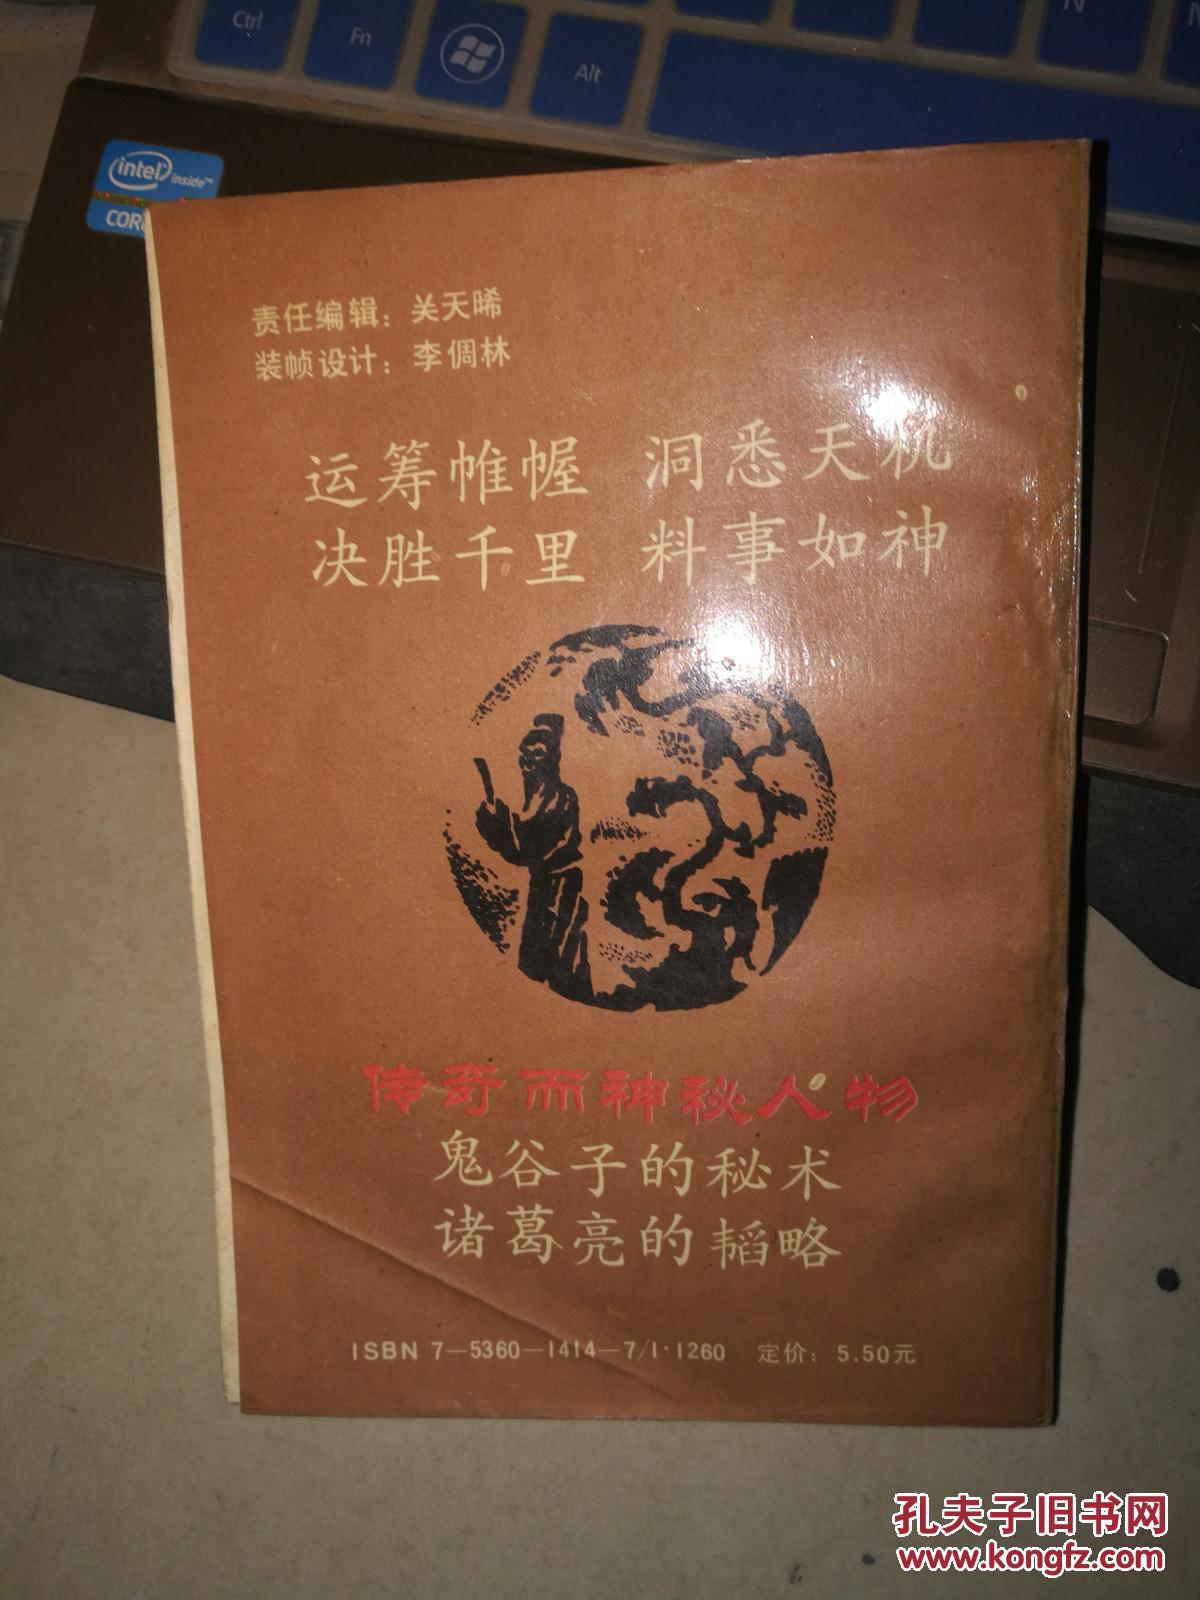 Ctrl
Fn
Alt
N
intel inside™
COR
责任编辑：关天晞
装帧设计：李倜林
运筹帷幄 洞悉天机
决胜千里 料事如神
传奇而神秘人物
鬼谷子的秘术
诸葛亮的韬略
ISBN 7-5360-1414-7/I·1260 定价：5.50元
孔夫子旧书网
www.kongfz.com